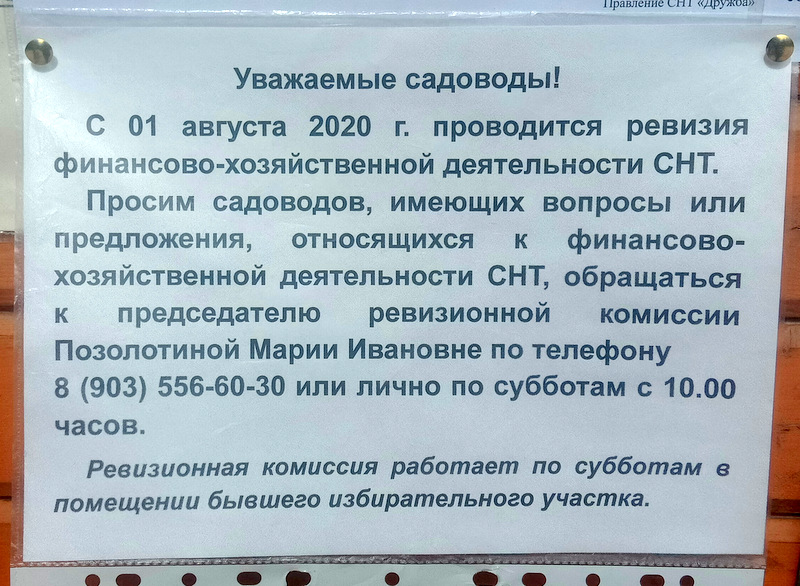 Правление СНТ «Дружба»
Уважаемые садоводы!
С 01 августа 2020 г. проводится ревизия
финансово-хозяйственной деятельности СНТ.
Просим садоводов, имеющих вопросы или
предложения, относящихся к финансово-
хозяйственной деятельности СНТ, обращаться
к председателю ревизионной комиссии
Позолотиной Марии Ивановне по телефону
8 (903) 556-60-30 или лично по субботам с 10.00
часов.
Ревизионная комиссия работает по субботам в
помещении бывшего избирательного участка.